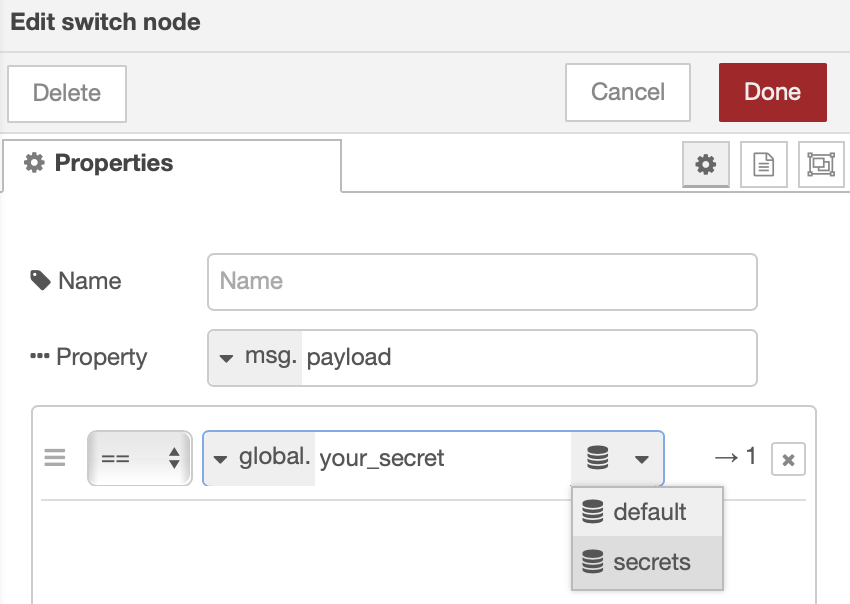 Edit switch node
Delete
Cancel
Done
Properties
Name
Name
Property
msg.
payload
==
global.
your_secret
→ 1
default
secrets